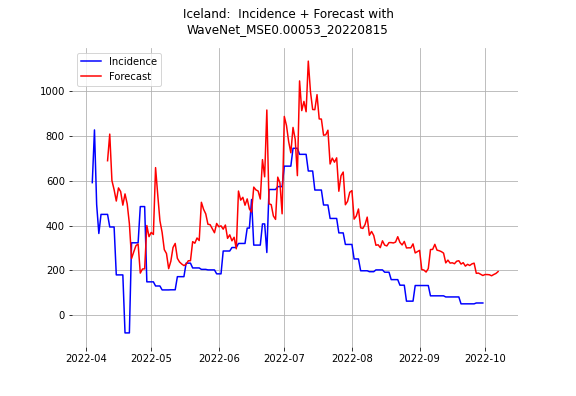 Iceland:  Incidence + Forecast with
WaveNet_MSE0.00053_20220815
Incidence
Forecast
1000
800
600
400
200
0
2022-04 2022-05 2022-06 2022-07 2022-08 2022-09 2022-10